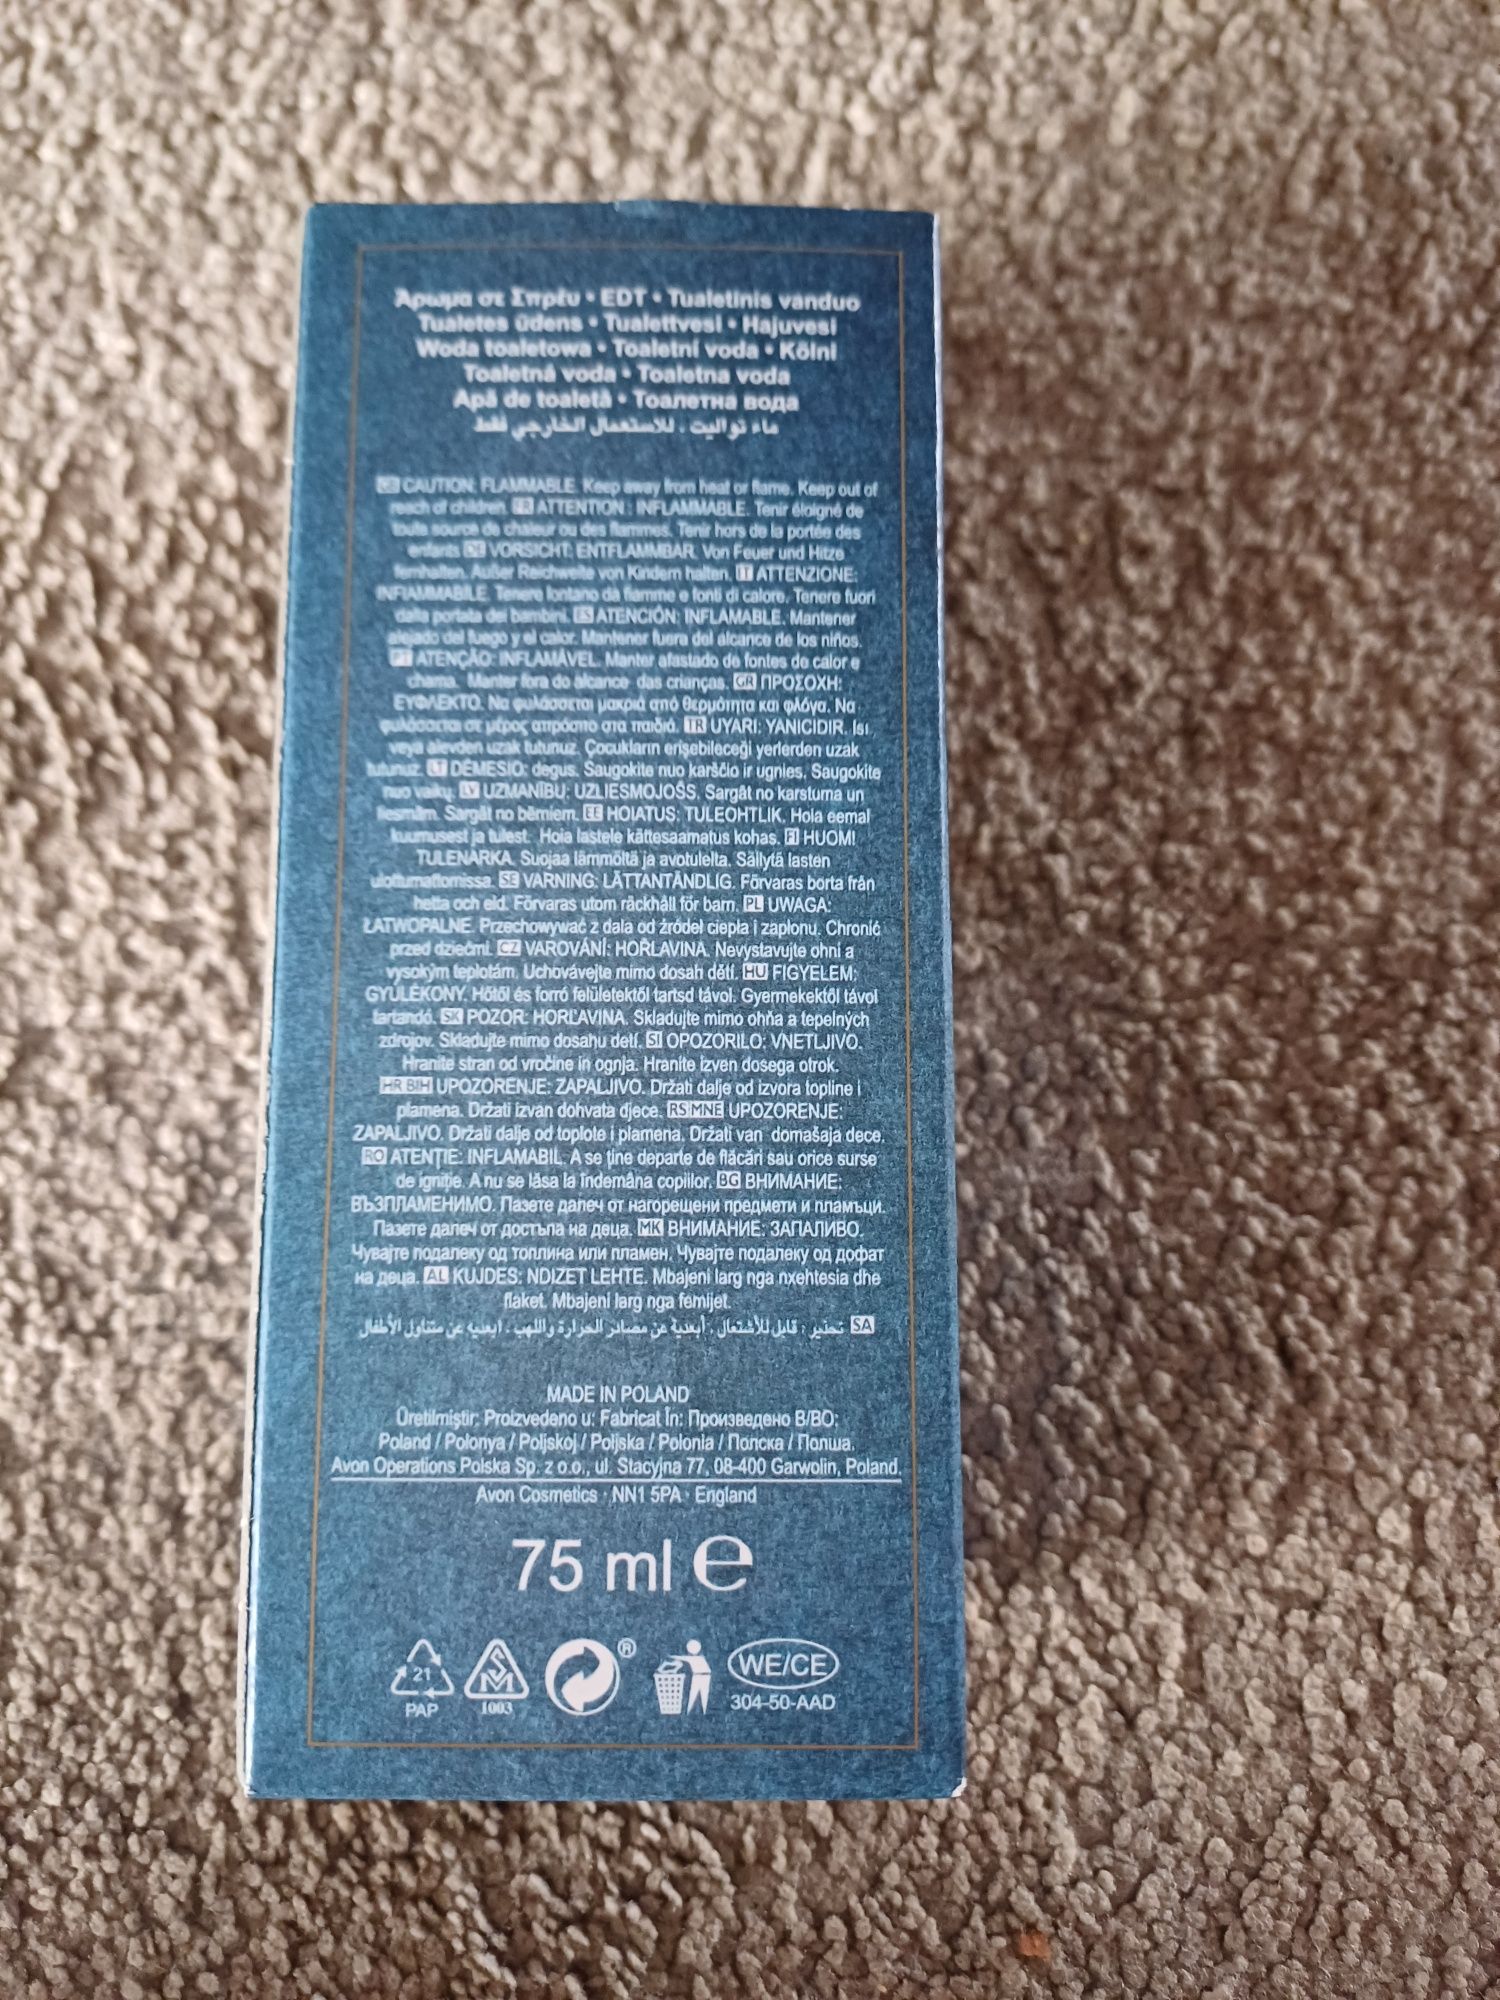 Άρωμα σε Σπρέυ • EDT • Tualetinis vanduo
Tualetes ūdens • Tualettvesi • Hajuvesi
Woda toaletowa • Toaletní voda • Kölni
Toaletná voda • Toaletna voda
Apă de toaletă • Тоалетна вода
ماء تواليت . للاستعمال الخارجي فقط
GB CAUTION: FLAMMABLE. Keep away from heat or flame. Keep out of
reach of children. FR ATTENTION : INFLAMMABLE. Tenir éloigné de
toute source de chaleur ou des flammes. Tenir hors de la portée des
enfants DE VORSICHT: ENTFLAMMBAR. Von Feuer und Hitze
fernhalten. Außer Reichweite von Kindern halten. IT ATTENZIONE:
INFIAMMABILE. Tenere lontano da fiamme e fonti di calore. Tenere fuori
dalla portata dei bambini. ES ATENCIÓN: INFLAMABLE. Mantener
alejado del fuego y el calor. Mantener fuera del alcance de los niños.
PT ATENÇÃO: INFLAMÁVEL. Manter afastado de fontes de calor e
chama. Manter fora do alcance das crianças. GR ΠΡΟΣΟΧΗ:
ΕΥΦΛΕΚΤΟ. Να φυλάσσεται μακριά από θερμότητα και φλόγα. Να
φυλάσσεται σε μέρος απρόσιτο στα παιδιά. TR UYARI: YANICIDIR. Isı
veya alevden uzak tutunuz. Çocukların erişebileceği yerlerden uzak
tutunuz. LT DĖMESIO: degus. Saugokite nuo karščio ir ugnies. Saugokite
nuo vaikų. LV UZMANĪBU: UZLIESMOJOŠS. Sargāt no karstuma un
liesmām. Sargāt no bērniem. EE HOIATUS: TULEOHTLIK. Hoia eemal
kuumusest ja tulest. Hoia lastele kättesaamatus kohas. FI HUOM!
TULENARKA. Suojaa lämmöltä ja avotulelta. Säilytä lasten
ulottumattomissa. SE VARNING: LÄTTANTÄNDLIG. Förvaras borta från
hetta och eld. Förvaras utom räckhåll för barn. PL UWAGA:
ŁATWOPALNE. Przechowywać z dala od źródeł ciepła i zapłonu. Chronić
przed dziećmi. CZ VAROVÁNÍ: HOŘLAVINA. Nevystavujte ohni a
vysokým teplotám. Uchovávejte mimo dosah dětí. HU FIGYELEM:
GYÚLÉKONY. Hőtől és forró felületektől tartsd távol. Gyermekektől távol
tartandó. SK POZOR: HORĽAVINA. Skladujte mimo ohňa a tepelných
zdrojov. Skladujte mimo dosahu detí. SI OPOZORILO: VNETLJIVO.
Hranite stran od vročine in ognja. Hranite izven dosega otrok.
HR BIH UPOZORENJE: ZAPALJIVO. Držati dalje od izvora topline i
plamena. Držati izvan dohvata djece. RS MNE UPOZORENJE:
ZAPALJIVO. Držati dalje od toplote i plamena. Držati van domašaja dece.
RO ATENȚIE: INFLAMABIL. A se ține departe de flăcări sau orice surse
de igniție. A nu se lăsa la îndemâna copiilor. BG ВНИМАНИЕ:
ВЪЗПЛАМЕНИМО. Пазете далеч от нагорещени предмети и пламъци.
Пазете далеч от достъпа на деца. MK ВНИМАНИЕ: ЗАПАЛИВО.
Чувајте подалеку од топлина или пламен. Чувајте подалеку од дофат
на деца. AL KUJDES: NDIZET LEHTE. Mbajeni larg nga nxehtesia dhe
flaket. Mbajeni larg nga femijet.
SA تحذير : قابل للأشتعال . أبعدية عن مصادر الحرارة واللهب . ابعديه عن متناول الأطفال
MADE IN POLAND
Üretilmiştir: Proizvedeno u: Fabricat în: Произведено В/ВО:
Poland / Polonya / Poljskoj / Poljska / Polonia / Полска / Полша.
Avon Operations Polska Sp. z o.o., ul. Stacyjna 77, 08-400 Garwolin, Poland.
Avon Cosmetics · NN1 5PA · England
75 ml ℮
21
PAP
SM
1003
®
WE/CE
304-50-AAD